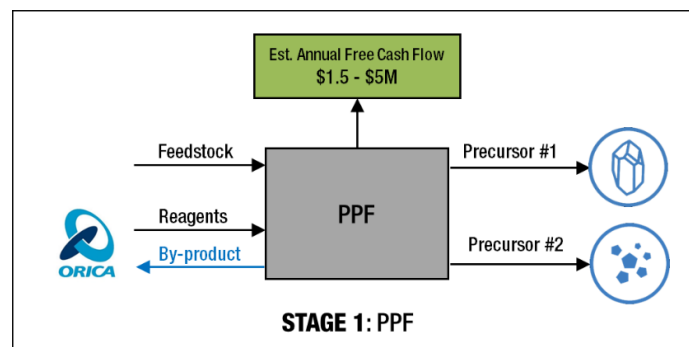 Est. Annual Free Cash Flow
$1.5 - $5M
Feedstock
Precursor #1
PPF
Reagents
By-product
ORICA
Precursor #2
STAGE 1: PPF